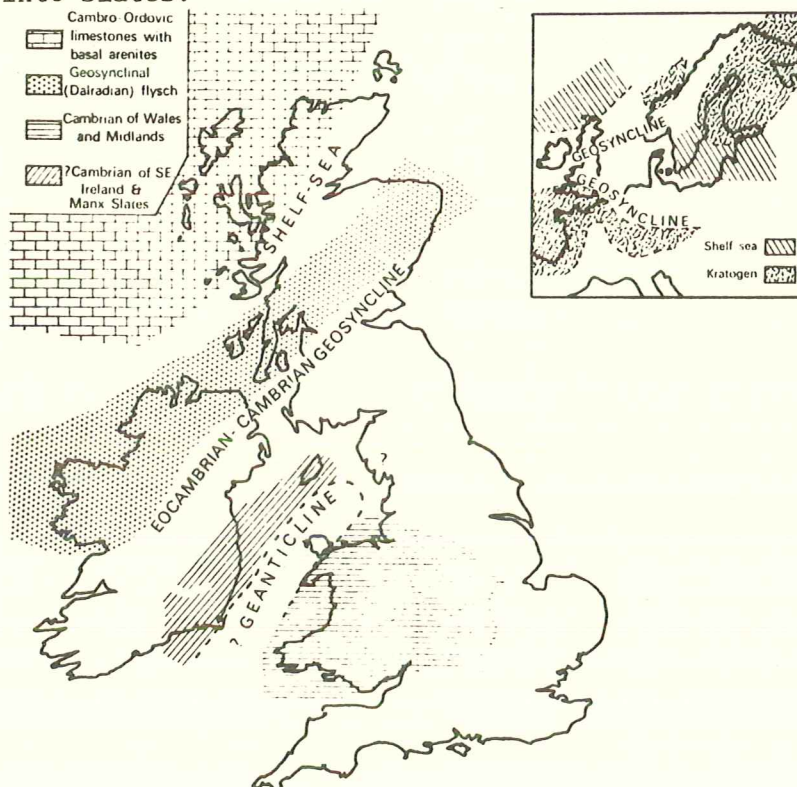 Cambro-Ordovic
limestones with
basal arenites
Geosynclinal
(Dalradian) flysch
Cambrian of Wales
and Midlands
?Cambrian of SE
Ireland &
Manx Slates
SHELF SEA
EOCAMBRIAN-CAMBRIAN GEOSYNCLINE
? GEANTICLINE
?
GEOSYNCLINE
GEOSYNCLINE
Shelf sea
Kratogen